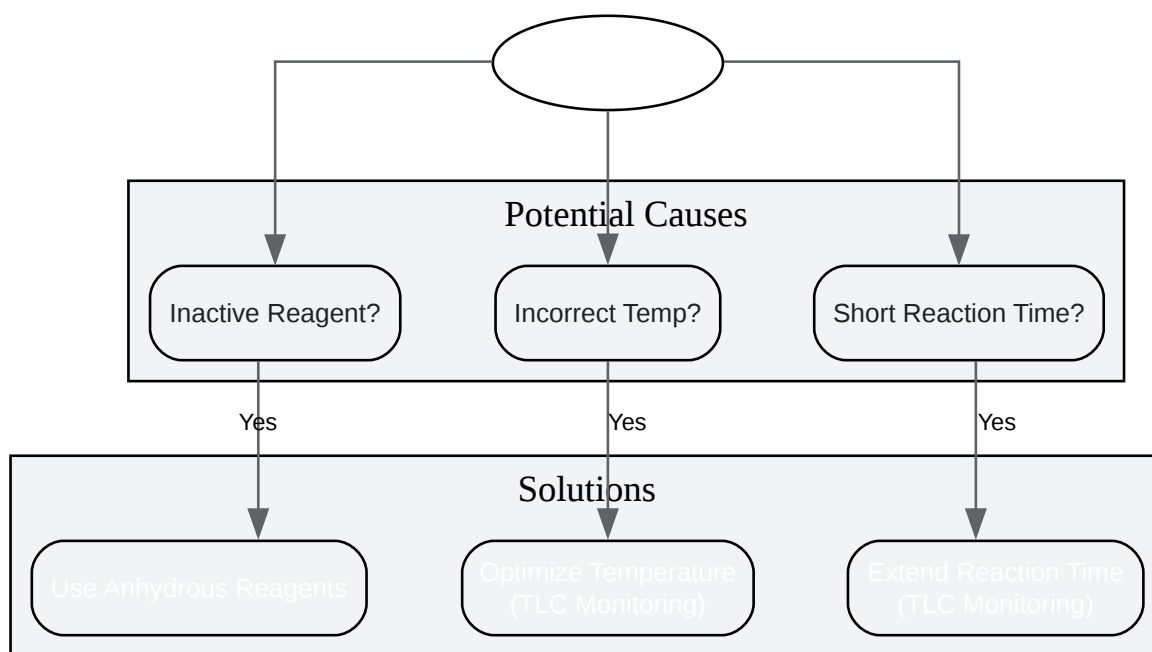 Potential Causes
Inactive Reagent?
Incorrect Temp?
Short Reaction Time?
Yes
Yes
Yes
Solutions
Use Anhydrous Reagents
Optimize Temperature
(TLC Monitoring)
Extend Reaction Time
(TLC Monitoring)